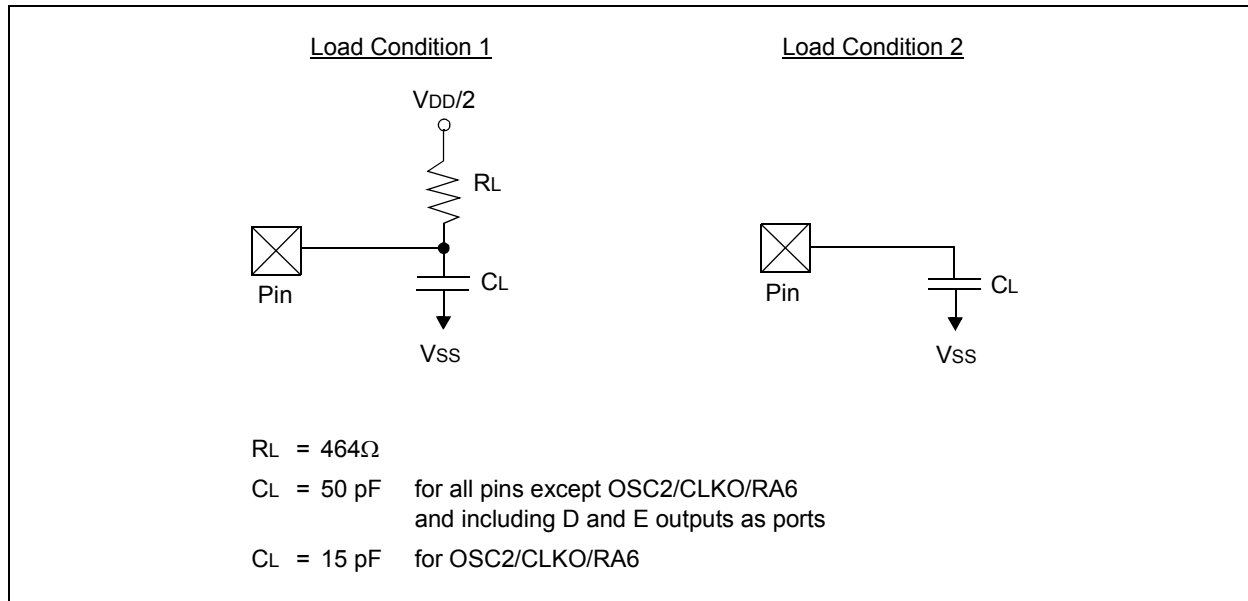 Load Condition 1
VDD/2
RL
Pin
CL
VSS
Load Condition 2
Pin
CL
VSS
RL = 464Ω
CL = 50 pF for all pins except OSC2/CLKO/RA6
and including D and E outputs as ports
CL = 15 pF for OSC2/CLKO/RA6